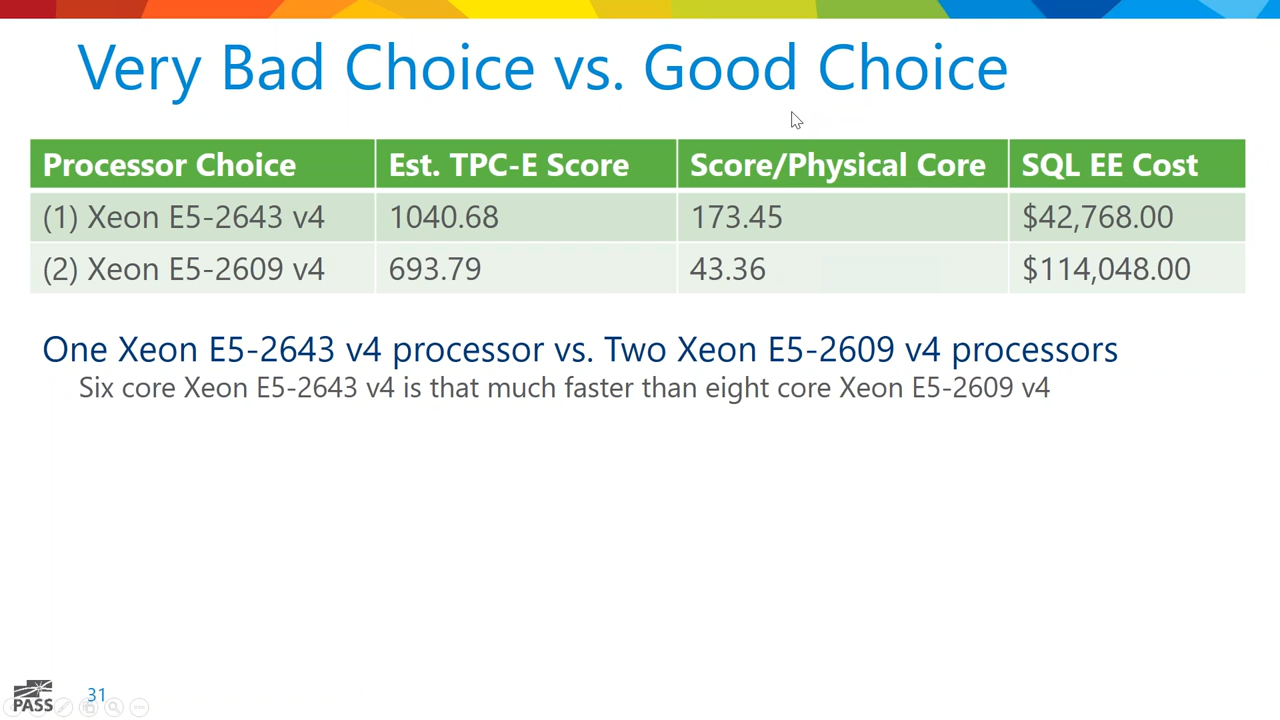 Very Bad Choice vs. Good Choice
Processor Choice Est. TPC-E Score Score/Physical Core SQL EE Cost
(1) Xeon E5-2643 v4 1040.68 173.45 $42,768.00
(2) Xeon E5-2609 v4 693.79 43.36 $114,048.00
One Xeon E5-2643 v4 processor vs. Two Xeon E5-2609 v4 processors
Six core Xeon E5-2643 v4 is that much faster than eight core Xeon E5-2609 v4
PASS
31